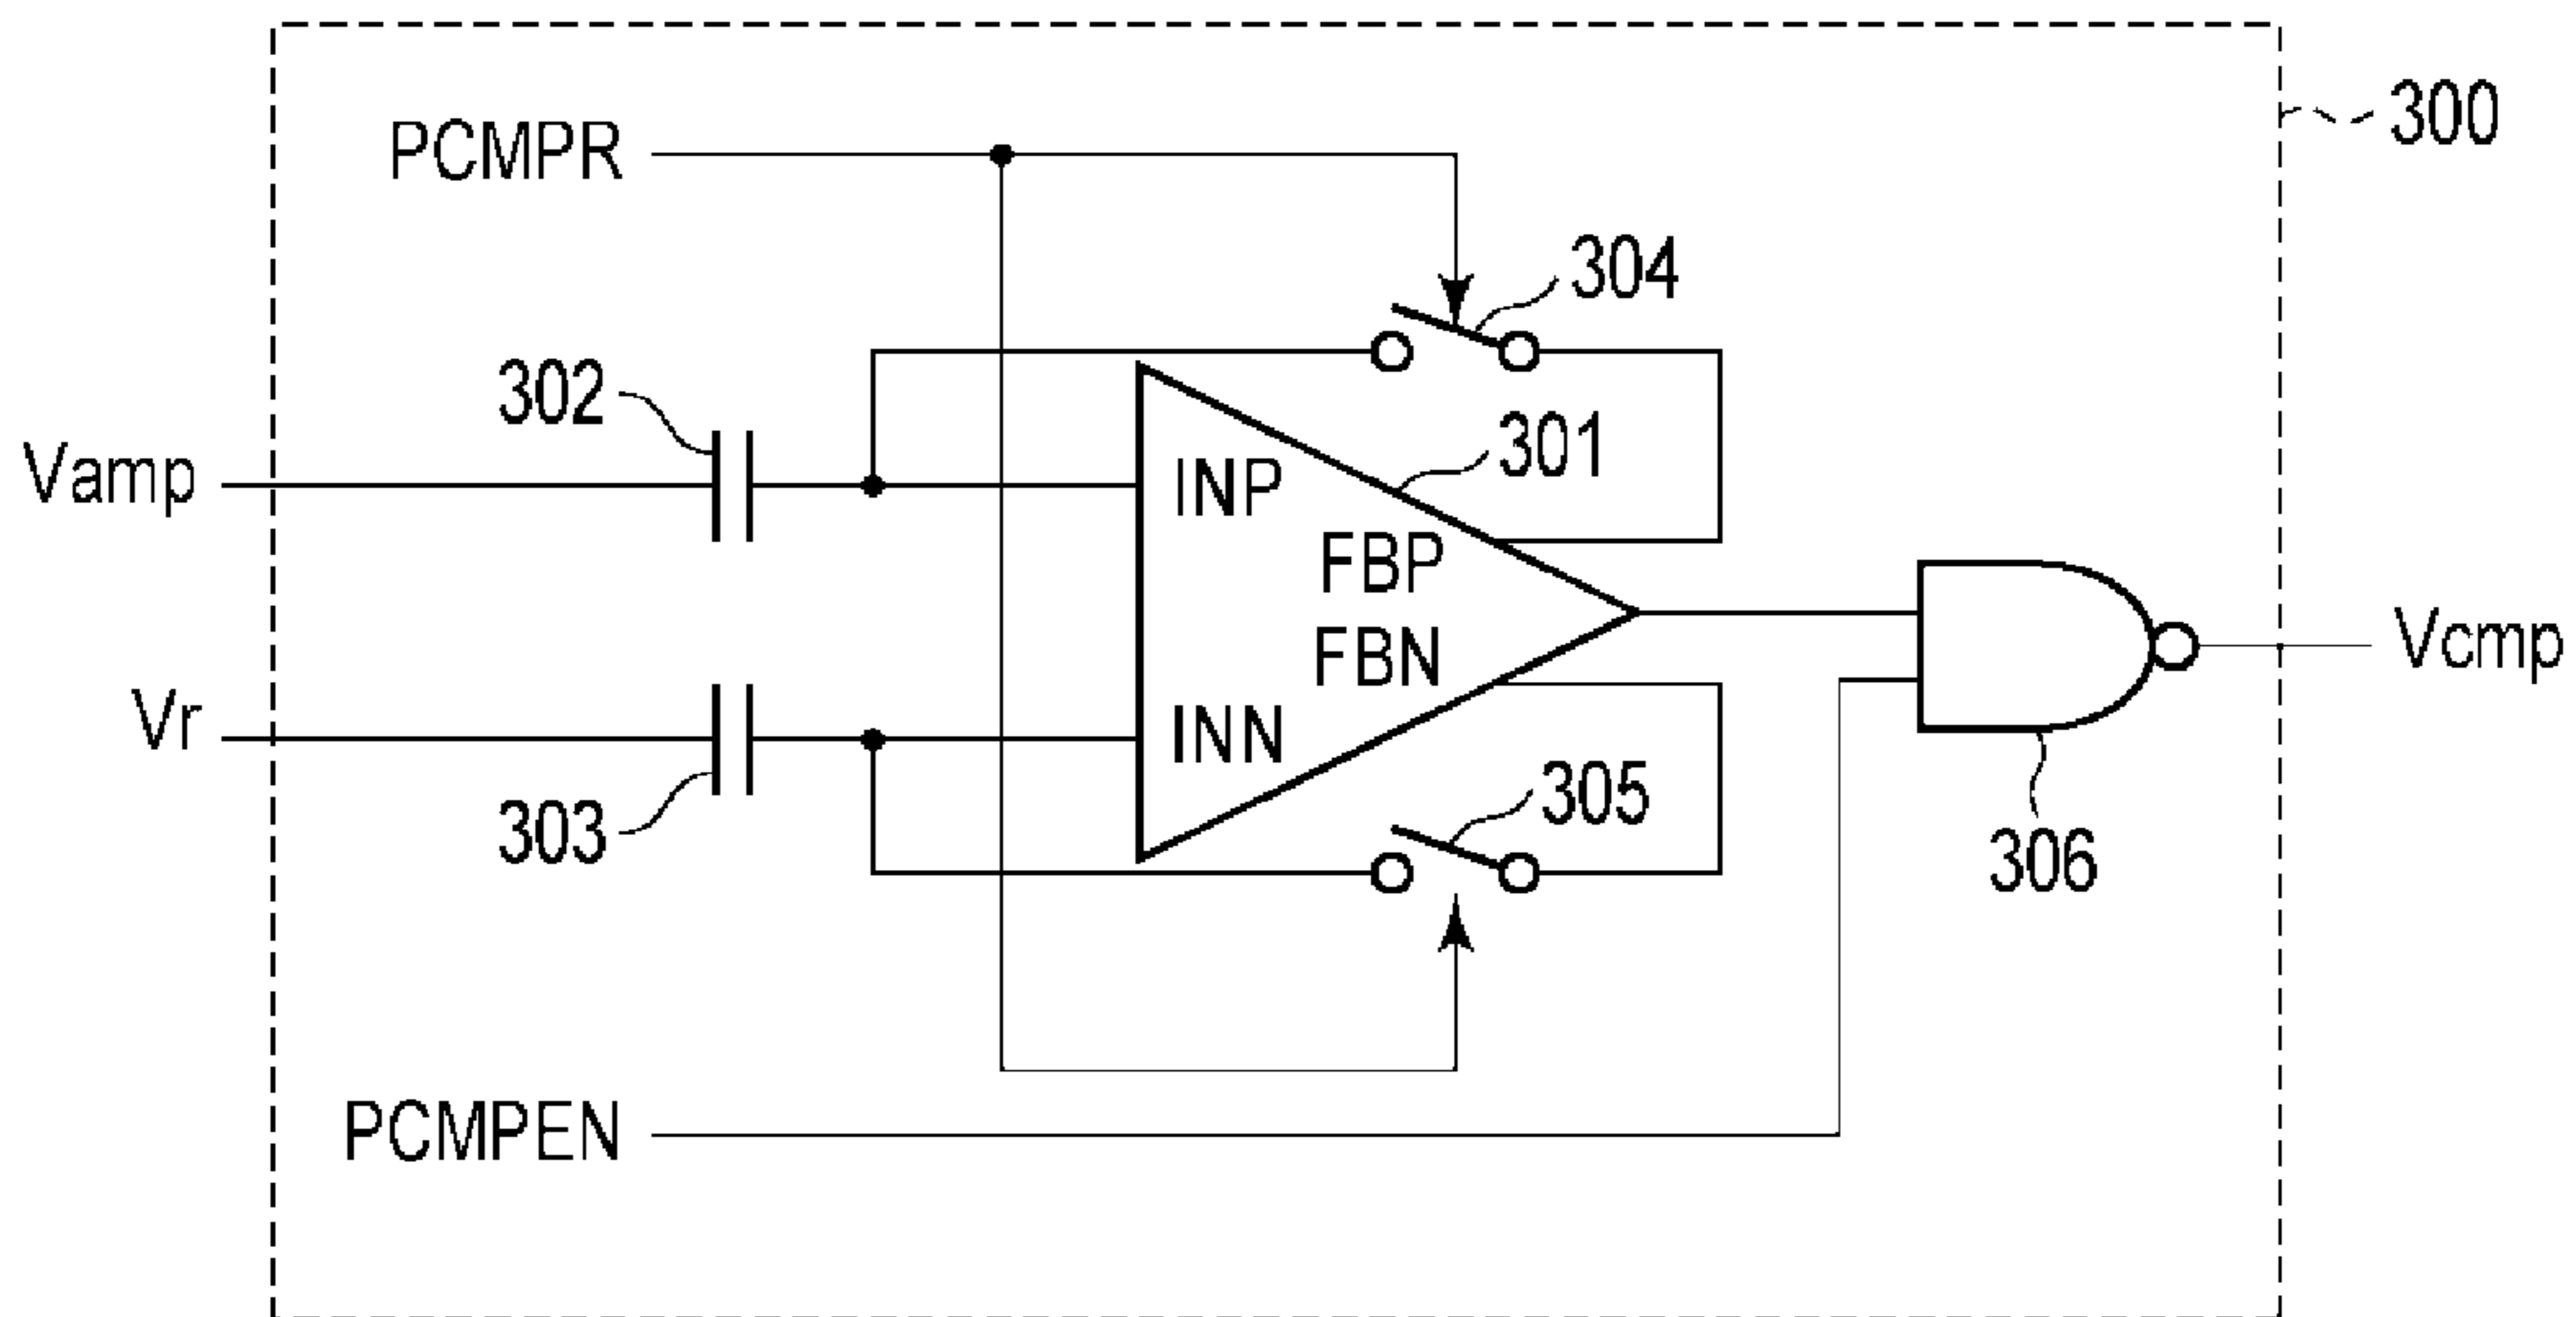 300
PCMPR
304
302
301
Vamp
INP
FBP
FBN
Vcmp
Vr
INN
305
303
306
PCMPEN